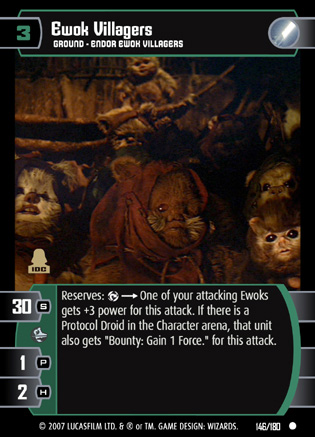 3
Ewok Villagers
GROUND - ENDOR EWOK VILLAGERS
IDC
30 S
Reserves: → One of your attacking Ewoks
gets +3 power for this attack. If there is a
Protocol Droid in the Character arena, that unit
also gets "Bounty: Gain 1 Force." for this attack.
1 P
2 H
© 2007 LUCASFILM LTD. & ® or TM. GAME DESIGN: WIZARDS. 146/180